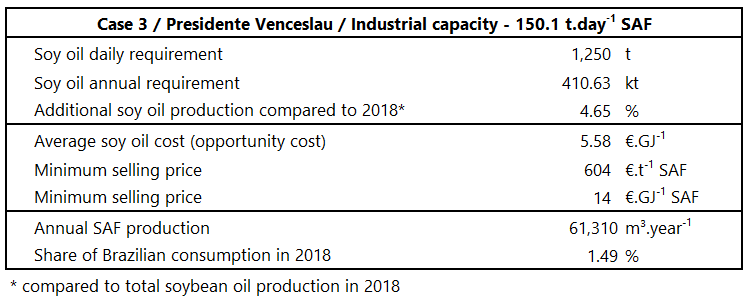 Case 3 / Presidente Venceslau / Industrial capacity - 150.1 t.day⁻¹ SAF
Soy oil daily requirement 1,250 t
Soy oil annual requirement 410.63 kt
Additional soy oil production compared to 2018* 4.65 %
Average soy oil cost (opportunity cost) 5.58 €.GJ⁻¹
Minimum selling price 604 €.t⁻¹ SAF
Minimum selling price 14 €.GJ⁻¹ SAF
Annual SAF production 61,310 m³.year⁻¹
Share of Brazilian consumption in 2018 1.49 %
* compared to total soybean oil production in 2018